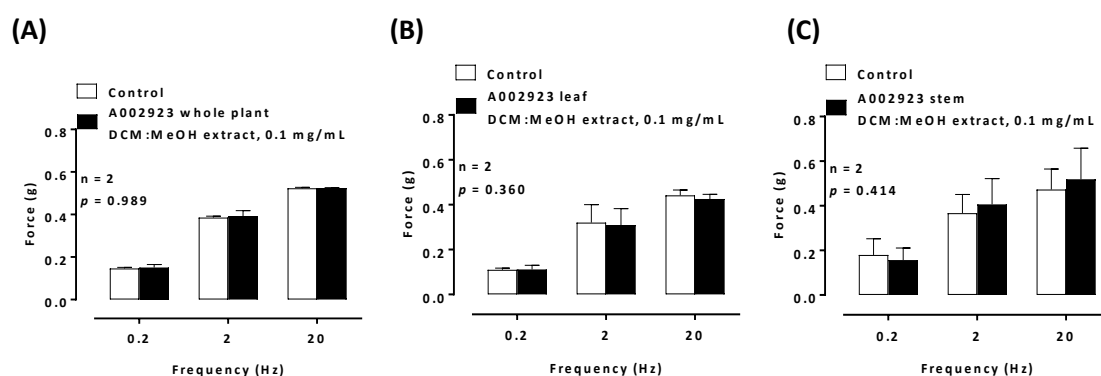 (A)
Control
A002923 whole plant
DCM:MeOH extract, 0.1 mg/mL
0.8
0.6
0.4
0.2
0.0
n = 2
p = 0.989
Force (g)
0.2 2 20
Frequency (Hz)
(B)
Control
A002923 leaf
DCM:MeOH extract, 0.1 mg/mL
0.8
0.6
0.4
0.2
0.0
n = 2
p = 0.360
Force (g)
0.2 2 20
Frequency (Hz)
(C)
Control
A002923 stem
DCM:MeOH extract, 0.1 mg/mL
0.8
0.6
0.4
0.2
0.0
n = 2
p = 0.414
Force (g)
0.2 2 20
Frequency (Hz)